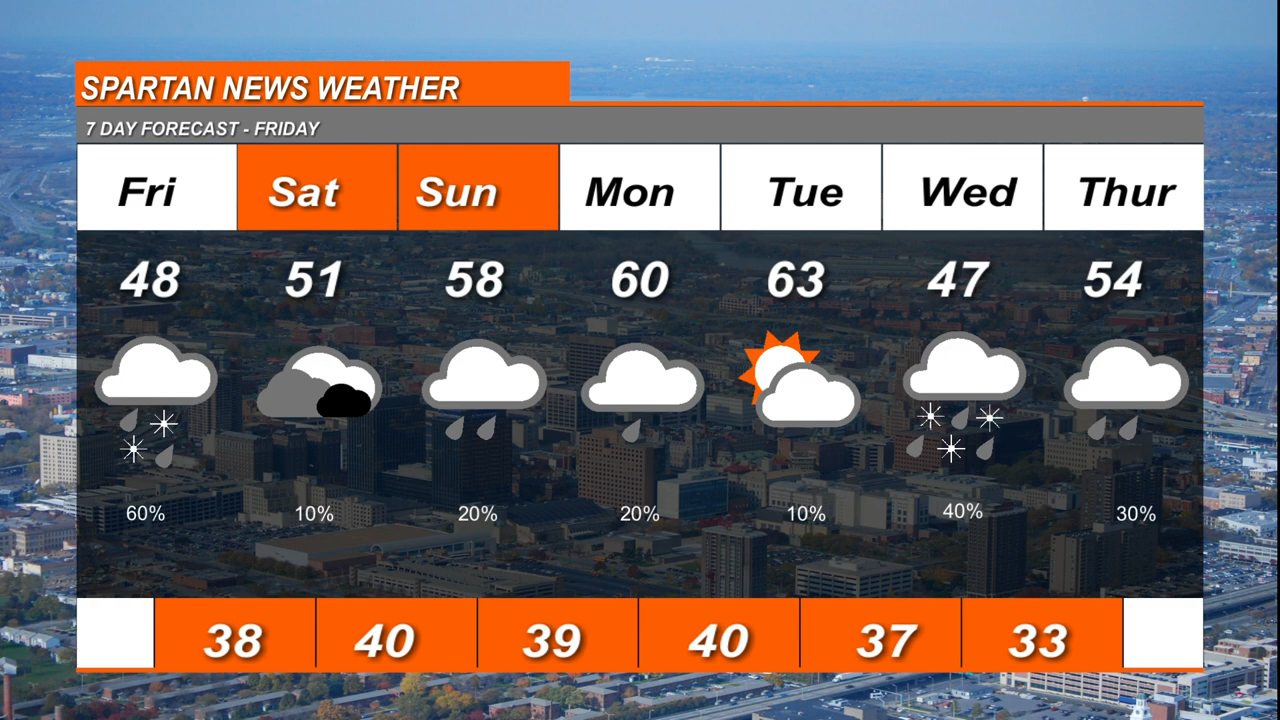 SPARTAN NEWS WEATHER
7 DAY FORECAST - FRIDAY
Fri Sat Sun Mon Tue Wed Thur
48 51 58 60 63 47 54
60% 10% 20% 20% 10% 40% 30%
38 40 39 40 37 33